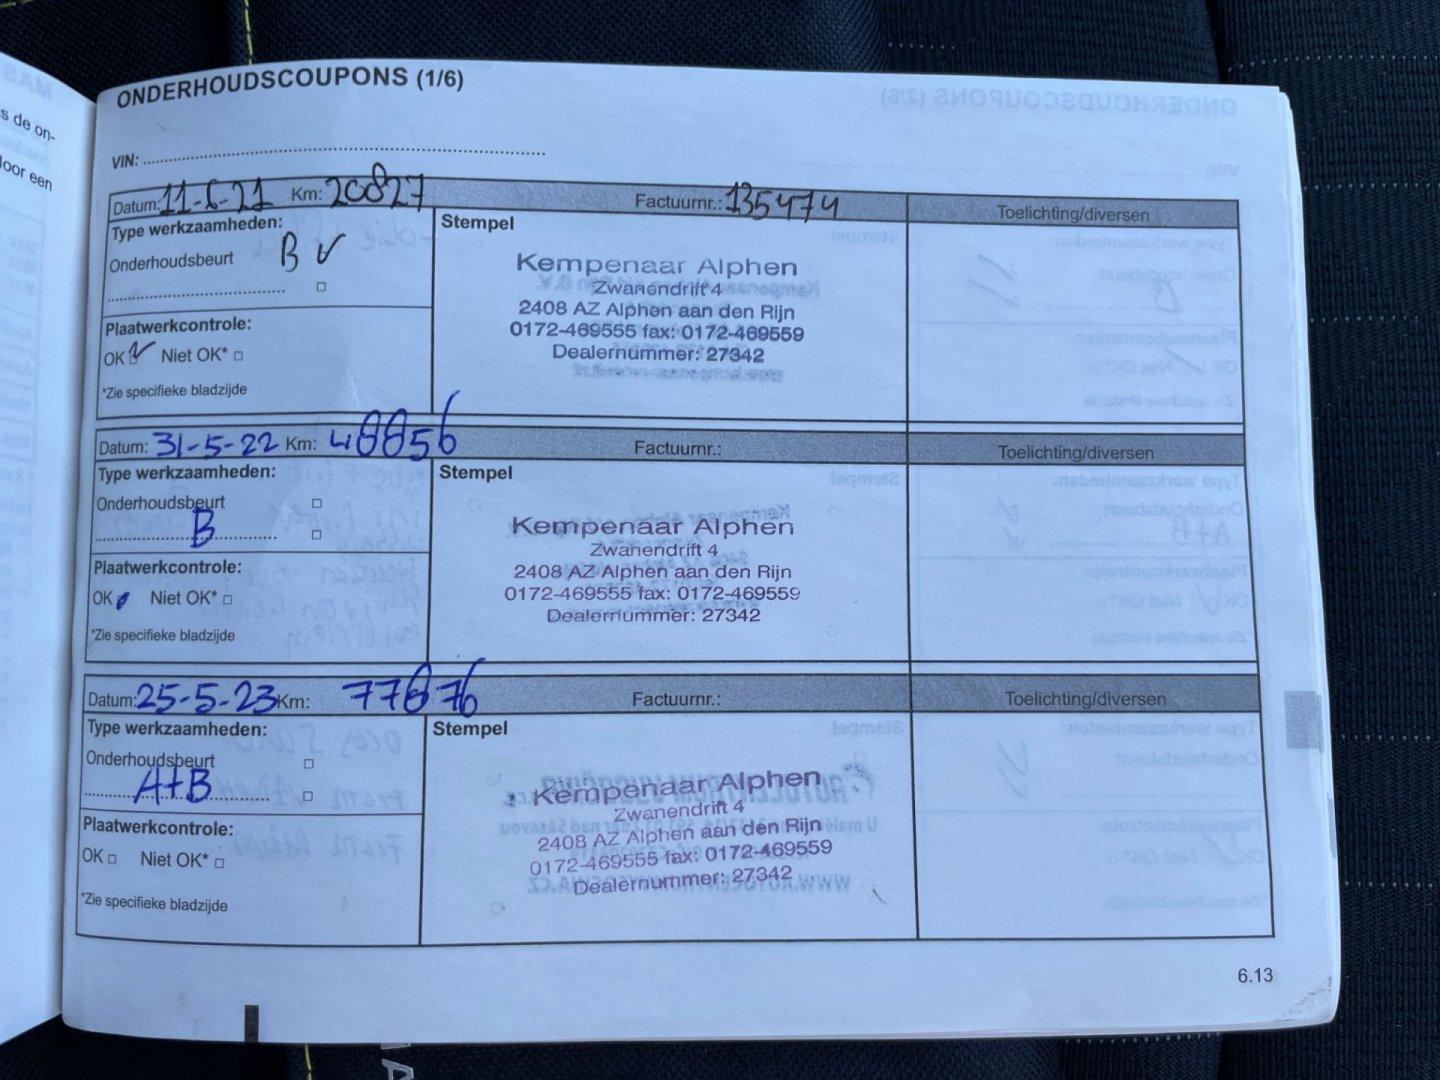 MAS
s de on-
loor een
ONDERHOUDSCOUPONS (1/6)
VIN:
Datum: 11-6-21 Km: 20827 Factuurnr.: 135474 Toelichting/diversen
Type werkzaamheden:
Onderhoudsbeurt B
Plaatwerkcontrole:
OK Niet OK*
*Zie specifieke bladzijde
Stempel
Kempenaar Alphen
Zwanendrift 4
2408 AZ Alphen aan den Rijn
0172-469555 fax: 0172-469559
Dealernummer: 27342
Datum: 31-5-22 Km: 48856 Factuurnr.: Toelichting/diversen
Type werkzaamheden:
Onderhoudsbeurt
B
Plaatwerkcontrole:
OK Niet OK*
*Zie specifieke bladzijde
Stempel
Kempenaar Alphen
Zwanendrift 4
2408 AZ Alphen aan den Rijn
0172-469555 fax: 0172-469559
Dealernummer: 27342
Datum: 25-5-23 Km: 77876 Factuurnr.: Toelichting/diversen
Type werkzaamheden:
Onderhoudsbeurt
A+B
Plaatwerkcontrole:
OK Niet OK*
*Zie specifieke bladzijde
Stempel
Kempenaar Alphen
Zwanendrift 4
2408 AZ Alphen aan den Rijn
0172-469555 fax: 0172-469559
Dealernummer: 27342
6.13